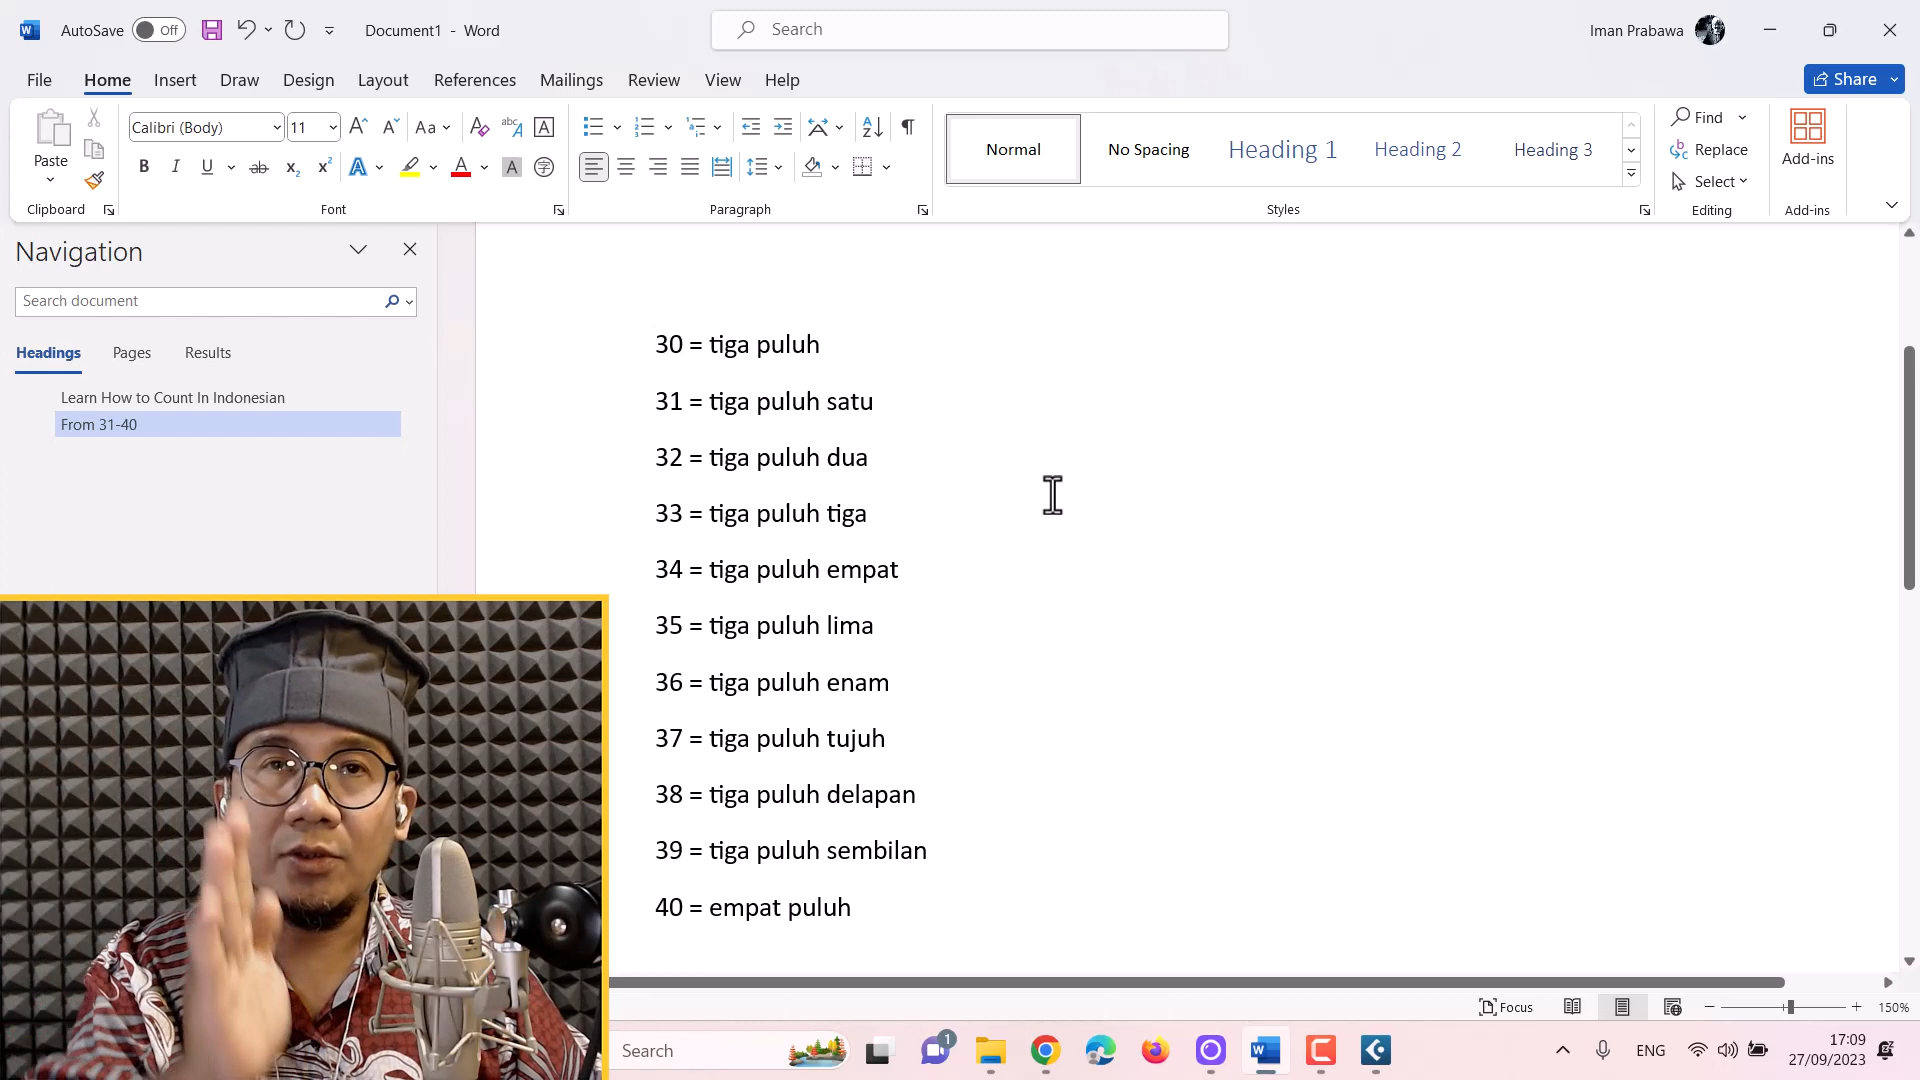 AutoSave Off Document1 - Word Search Iman Prabawa
File Home Insert Draw Design Layout References Mailings Review View Help Share
Paste
Clipboard
Calibri (Body) 11
Font
Paragraph
Normal No Spacing Heading 1 Heading 2 Heading 3
Styles
Find
Replace
Select
Editing
Add-ins
Add-ins
Navigation
Search document
Headings Pages Results
Learn How to Count In Indonesian
From 31-40
30 = tiga puluh
31 = tiga puluh satu
32 = tiga puluh dua
33 = tiga puluh tiga
34 = tiga puluh empat
35 = tiga puluh lima
36 = tiga puluh enam
37 = tiga puluh tujuh
38 = tiga puluh delapan
39 = tiga puluh sembilan
40 = empat puluh
Focus 150%
Search 1 ENG 17:09
27/09/2023